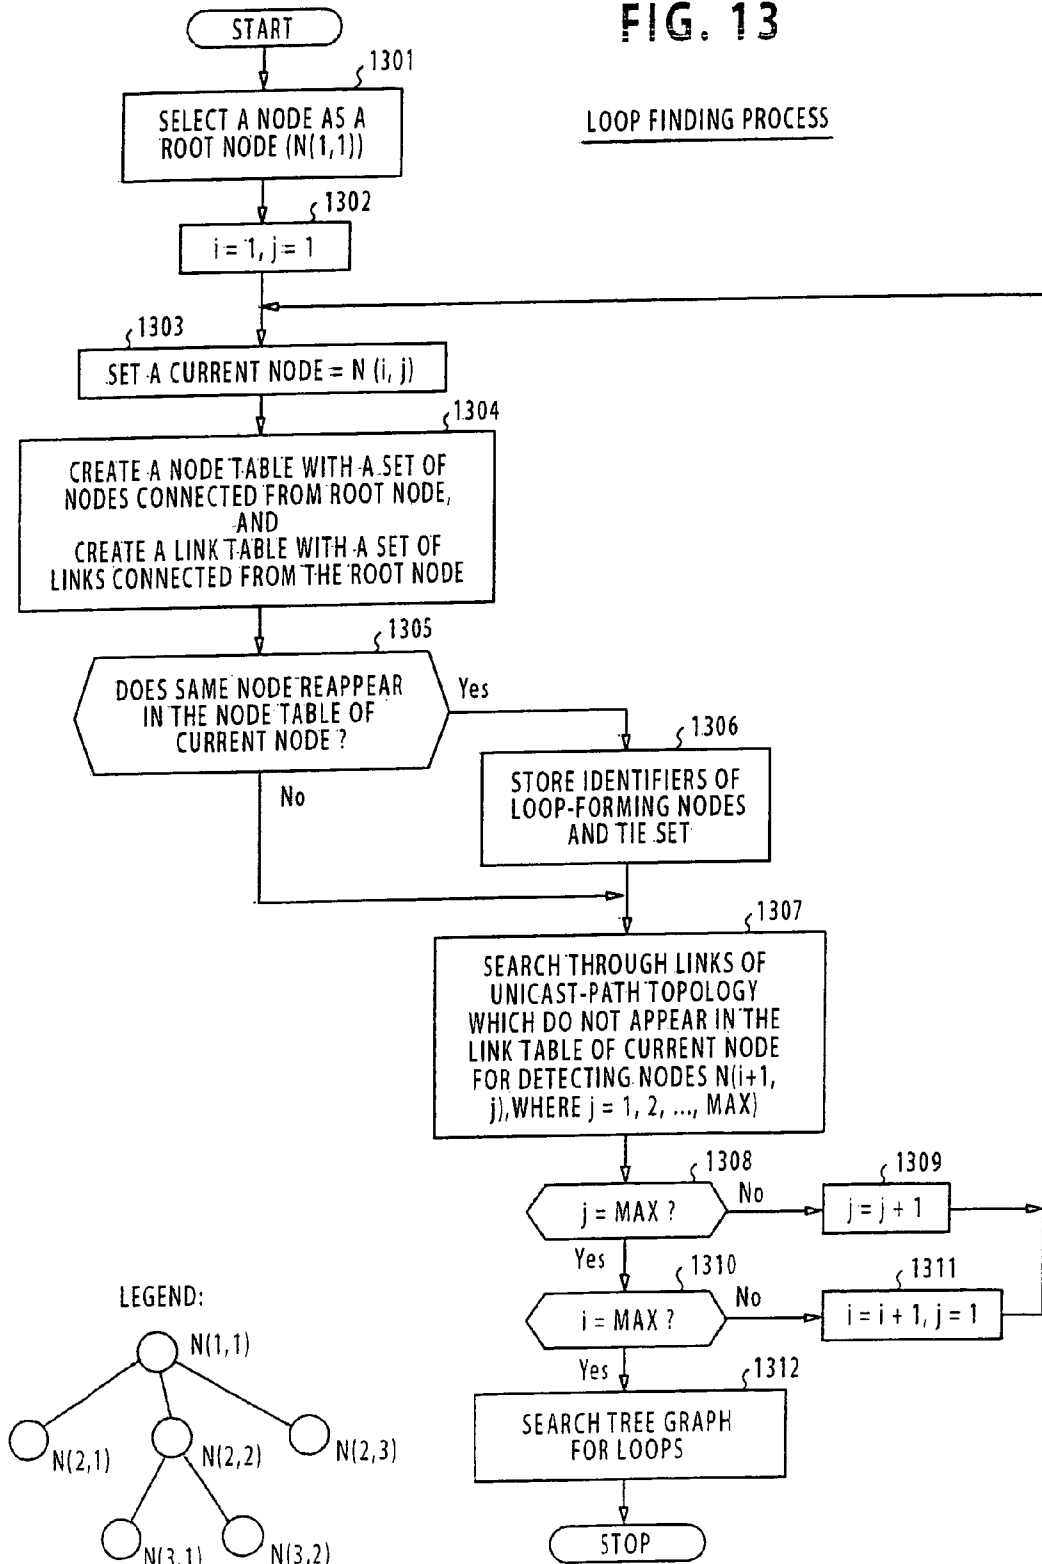 FIG. 13
LOOP FINDING PROCESS
START
1301
SELECT A NODE AS A
ROOT NODE (N(1,1))
1302
i = 1, j = 1
1303
SET A CURRENT NODE = N (i, j)
1304
CREATE A NODE TABLE WITH A SET OF
NODES CONNECTED FROM ROOT NODE,
AND
CREATE A LINK TABLE WITH A SET OF
LINKS CONNECTED FROM THE ROOT NODE
1305
DOES SAME NODE REAPPEAR
IN THE NODE TABLE OF
CURRENT NODE ?
Yes
No
1306
STORE IDENTIFIERS OF
LOOP-FORMING NODES
AND TIE SET
1307
SEARCH THROUGH LINKS OF
UNICAST-PATH TOPOLOGY
WHICH DO NOT APPEAR IN THE
LINK TABLE OF CURRENT NODE
FOR DETECTING NODES N(i+1,
j), WHERE j = 1, 2, ..., MAX)
1308
j = MAX ?
No
1309
j = j + 1
Yes
1310
i = MAX ?
No
1311
i = i + 1, j = 1
Yes
1312
SEARCH TREE GRAPH
FOR LOOPS
STOP
LEGEND:
N(1,1)
N(2,1)
N(2,2)
N(2,3)
N(3,1)
N(3,2)